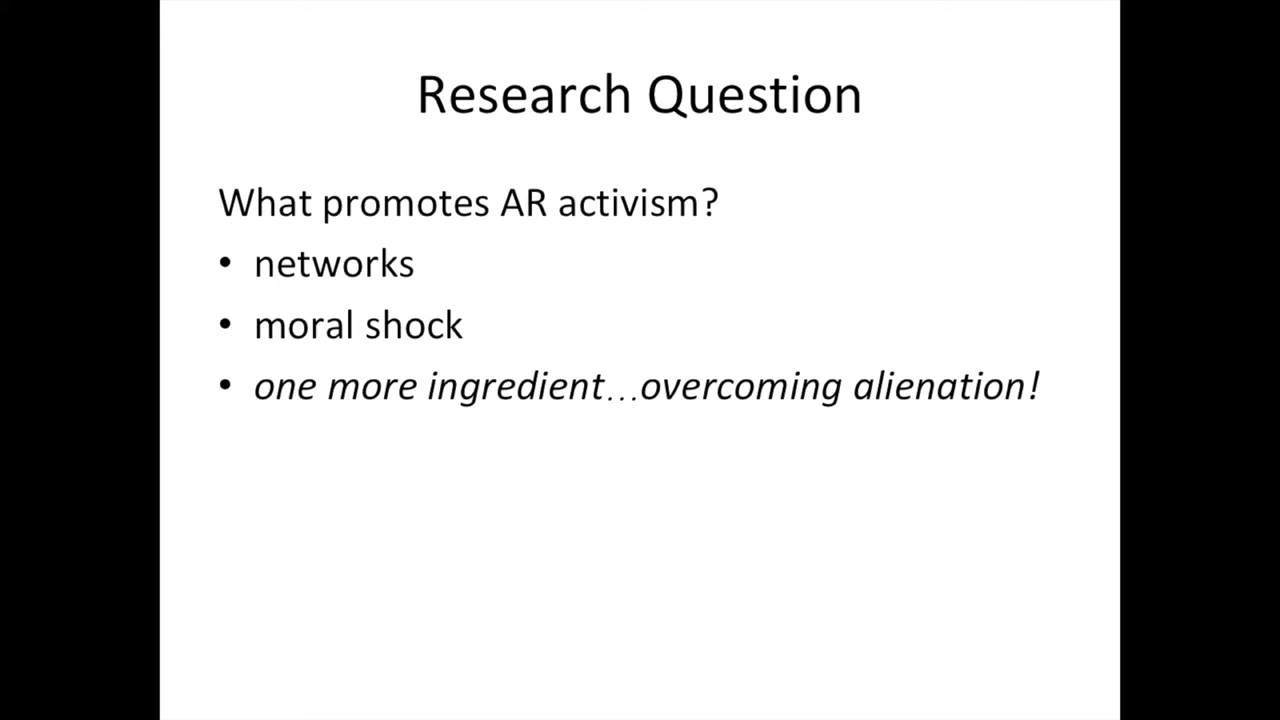 Research Question
What promotes AR activism?
• networks
• moral shock
• one more ingredient…overcoming alienation!